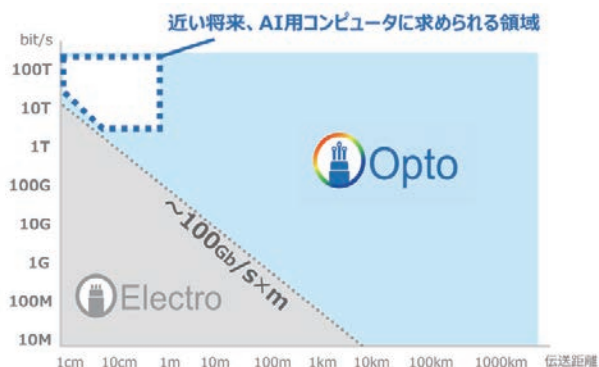 近い将来、AI用コンピュータに求められる領域
bit/s
100T
10T
1T
100G
10G
1G
100M
10M
Opto
~100Gb/s×m
Electro
1cm 10cm 1m 10m 100m 1km 10km 100km 1000km 伝送距離